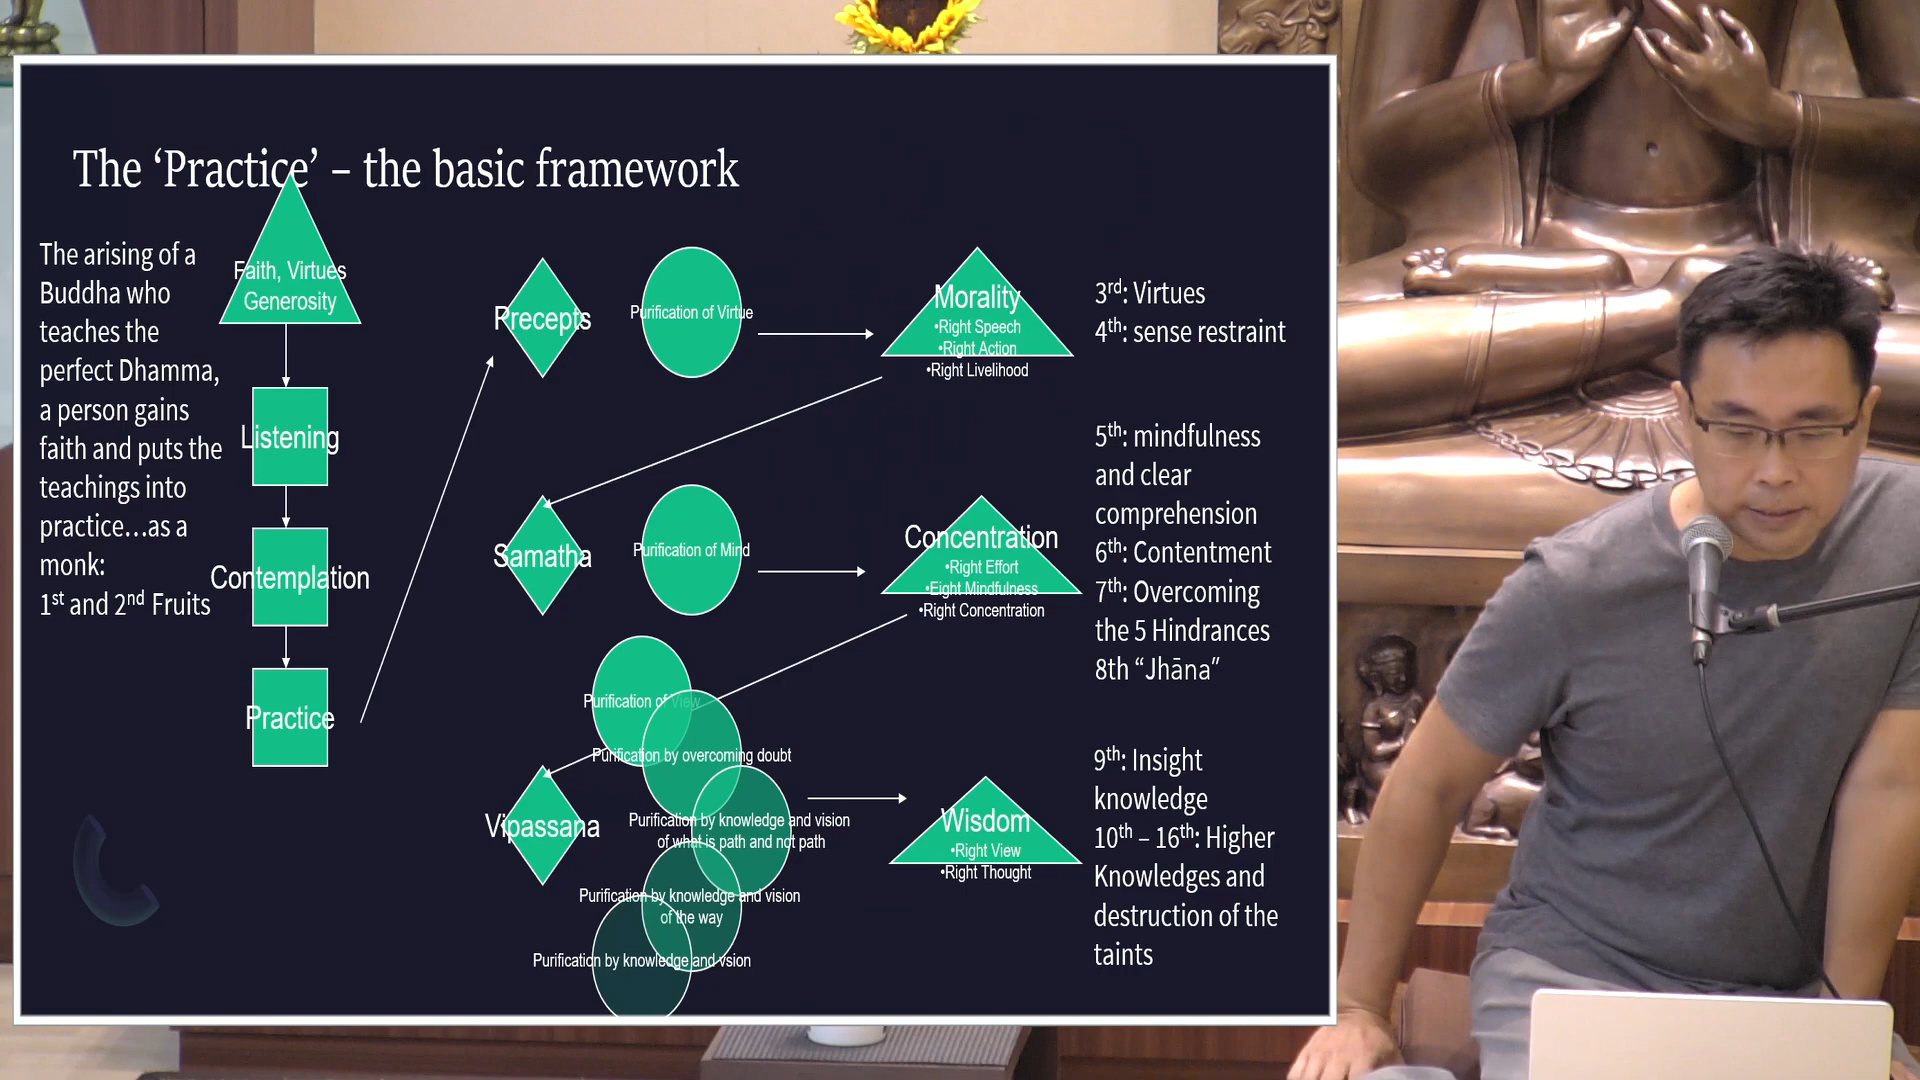 The ‘Practice’ – the basic framework
The arising of a
Buddha who
teaches the
perfect Dhamma,
a person gains
faith and puts the
teachings into
practice…as a
monk:
1st and 2nd Fruits
Faith, Virtues
Generosity
Listening
Contemplation
Practice
Precepts
Purification of Virtue
Morality
•Right Speech
•Right Action
•Right Livelihood
3rd: Virtues
4th: sense restraint
Samatha
Purification of Mind
Concentration
•Right Effort
•Eight Mindfulness
•Right Concentration
5th: mindfulness
and clear
comprehension
6th: Contentment
7th: Overcoming
the 5 Hindrances
8th “Jhāna”
Vipassana
Purification of View
Purification by overcoming doubt
Purification by knowledge and vision
of what is path and not path
Purification by knowledge and vision
of the way
Purification by knowledge and vsion
Wisdom
•Right View
•Right Thought
9th: Insight
knowledge
10th – 16th: Higher
Knowledges and
destruction of the
taints